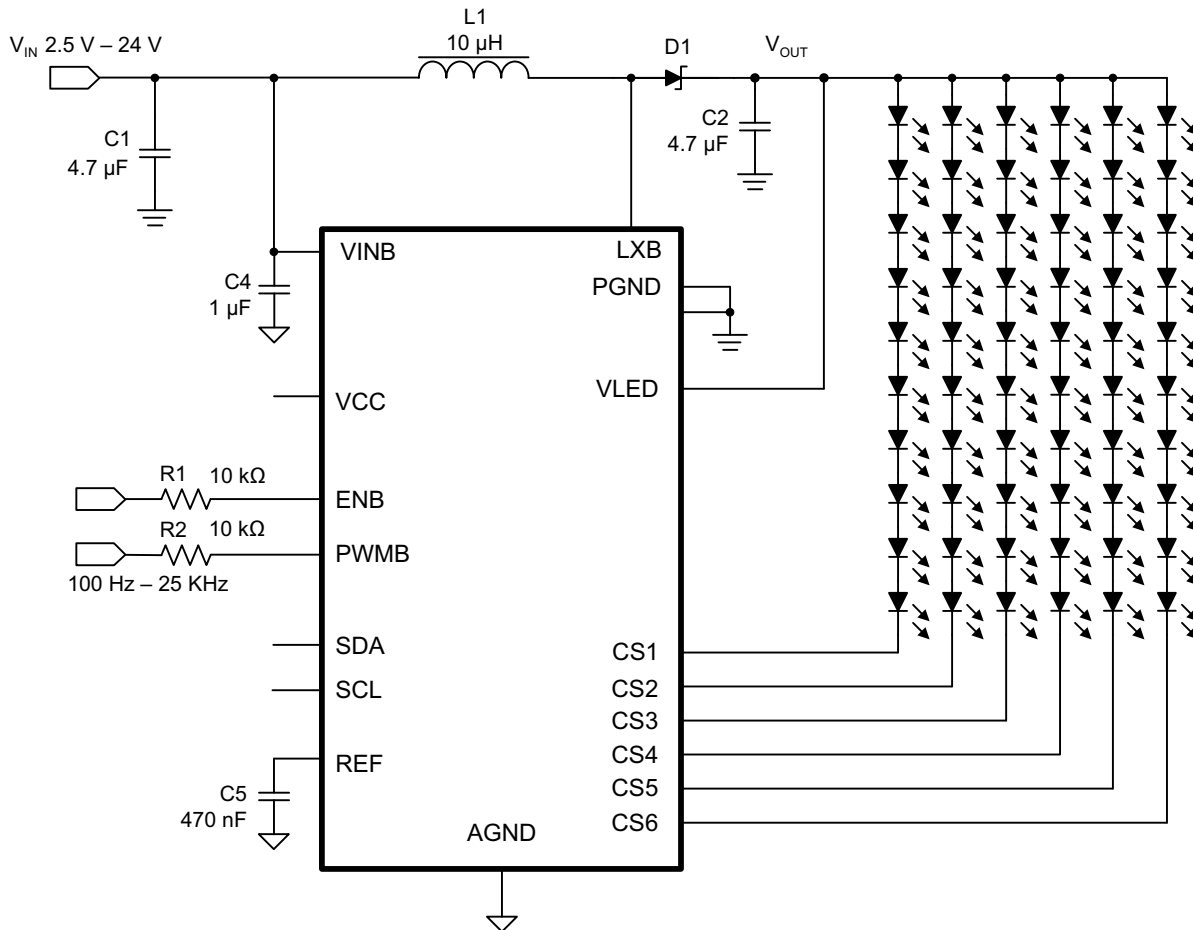 L1
V_IN 2.5 V – 24 V
10 µH
D1
V_OUT
C1
4.7 µF
C2
4.7 µF
VINB
LXB
C4
1 µF
PGND
VCC
VLED
R1
10 kΩ
ENB
R2
10 kΩ
PWMB
100 Hz – 25 KHz
SDA
CS1
SCL
CS2
CS3
REF
CS4
C5
470 nF
CS5
AGND
CS6